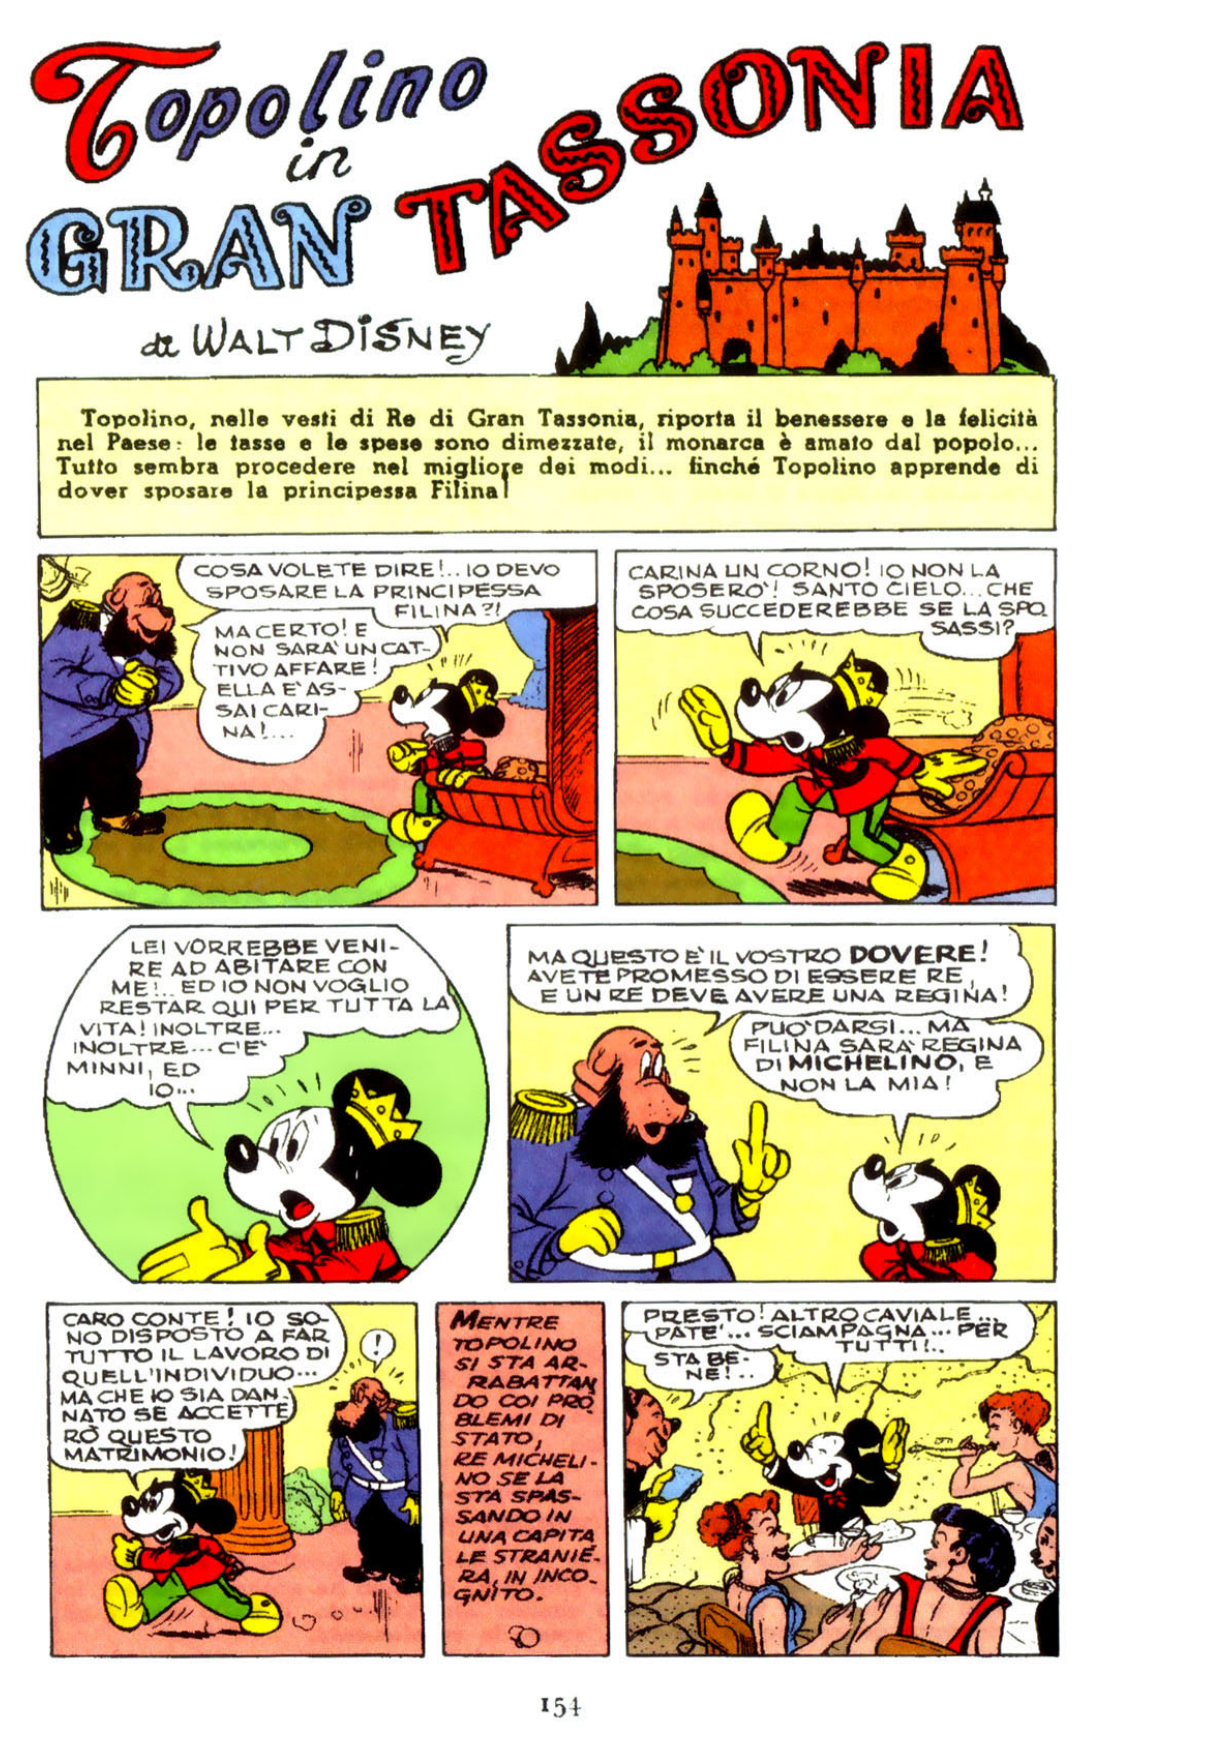 Topolino
in
GRAN TASSONIA
di WALT DISNEY
Topolino, nelle vesti di Re di Gran Tassonia, riporta il benessere e la felicità
nel Paese: le tasse e le spese sono dimezzate, il monarca è amato dal popolo...
Tutto sembra procedere nel migliore dei modi... finché Topolino apprende di
dover sposare la principessa Filina!
COSA VOLETE DIRE!.. IO DEVO
SPOSARE LA PRINCIPESSA
FILINA?!
MA CERTO! E
NON SARA' UN CAT-
TIVO AFFARE!
ELLA E' AS-
SAI CARI-
NA!...
CARINA UN CORNO! IO NON LA
SPOSERO'! SANTO CIELO... CHE
COSA SUCCEDEREBBE SE LA SPO
SASSI?
LEI VORREBBE VENI-
RE AD ABITARE CON
ME!.. ED IO NON VOGLIO
RESTAR QUI PER TUTTA LA
VITA! INOLTRE...
INOLTRE... C'E'
MINNI, ED
IO...
MA QUESTO E' IL VOSTRO DOVERE!
AVETE PROMESSO DI ESSERE RE,
E UN RE DEVE AVERE UNA REGINA!
PUO' DARSI... MA
FILINA SARA' REGINA
DI MICHELINO, E
NON LA MIA!
CARO CONTE! IO SO-
NO DISPOSTO A FAR
TUTTO IL LAVORO DI
QUELL'INDIVIDUO...
MA CHE IO SIA DAN-
NATO SE ACCETTE
RÒ QUESTO
MATRIMONIO!
!
MENTRE
TOPOLINO
SI STA AR-
RABATTAN
DO COI PRO
BLEMI DI
STATO,
RE MICHELI-
NO SE LA
STA SPAS-
SANDO IN
UNA CAPITA
LE STRANIE-
RA, IN INCO-
GNITO.
PRESTO! ALTRO CAVIALE...
PATE'... SCIAMPAGNA... PER
TUTTI!..
STA BE-
NE!..
154